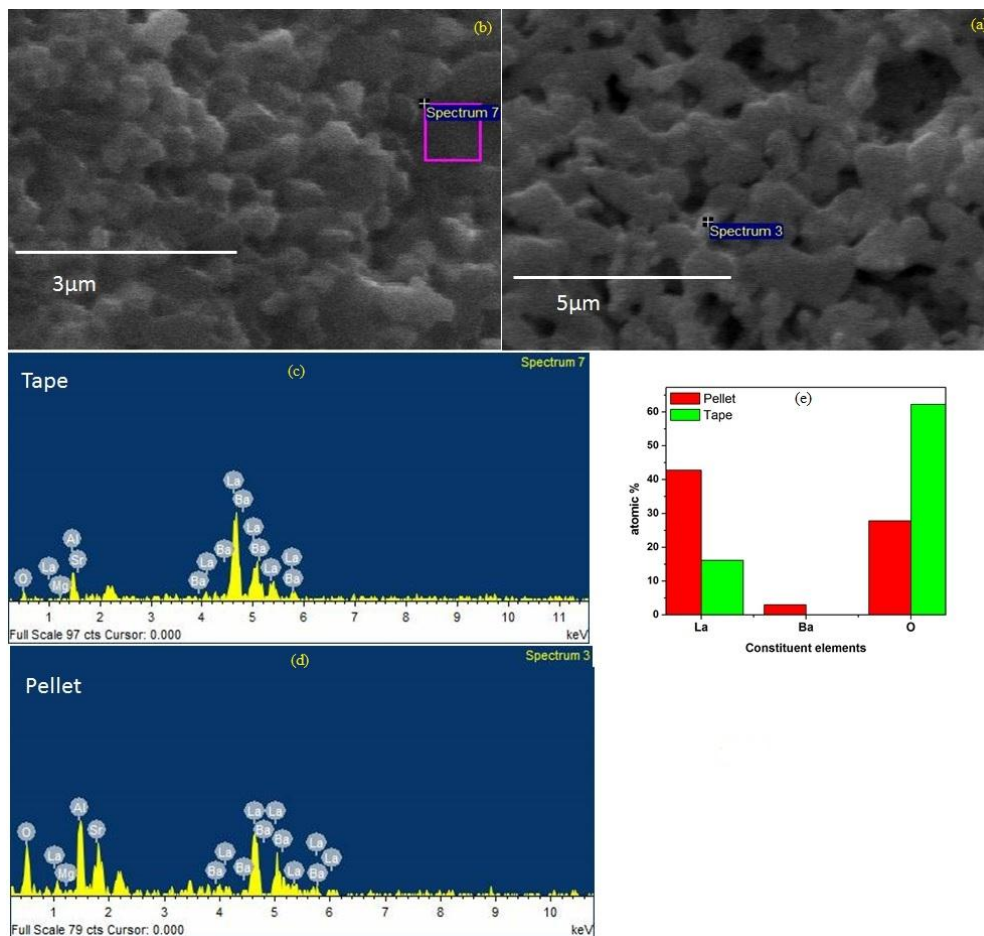 (b)
Spectrum 7
3µm
(a)
Spectrum 3
5µm
Spectrum 7
(c)
Tape
La
Ba
Al
La
La
Sr
Ba
La
Ba
La
O
Mg
Ba
La
Ba
1 2 3 4 5 6 7 8 9 10 11
Full Scale 97 cts Cursor: 0.000 keV
Spectrum 3
(d)
Pellet
Al
La
La
O
Sr
Ba
Ba
La
La
La
La
Mg
Ba
Ba
La
Ba
1 2 3 4 5 6 7 8 9 10
Full Scale 79 cts Cursor: 0.000 keV
Pellet
Tape
(e)
60
50
40
30
20
10
0
atomic %
La Ba O
Constituent elements